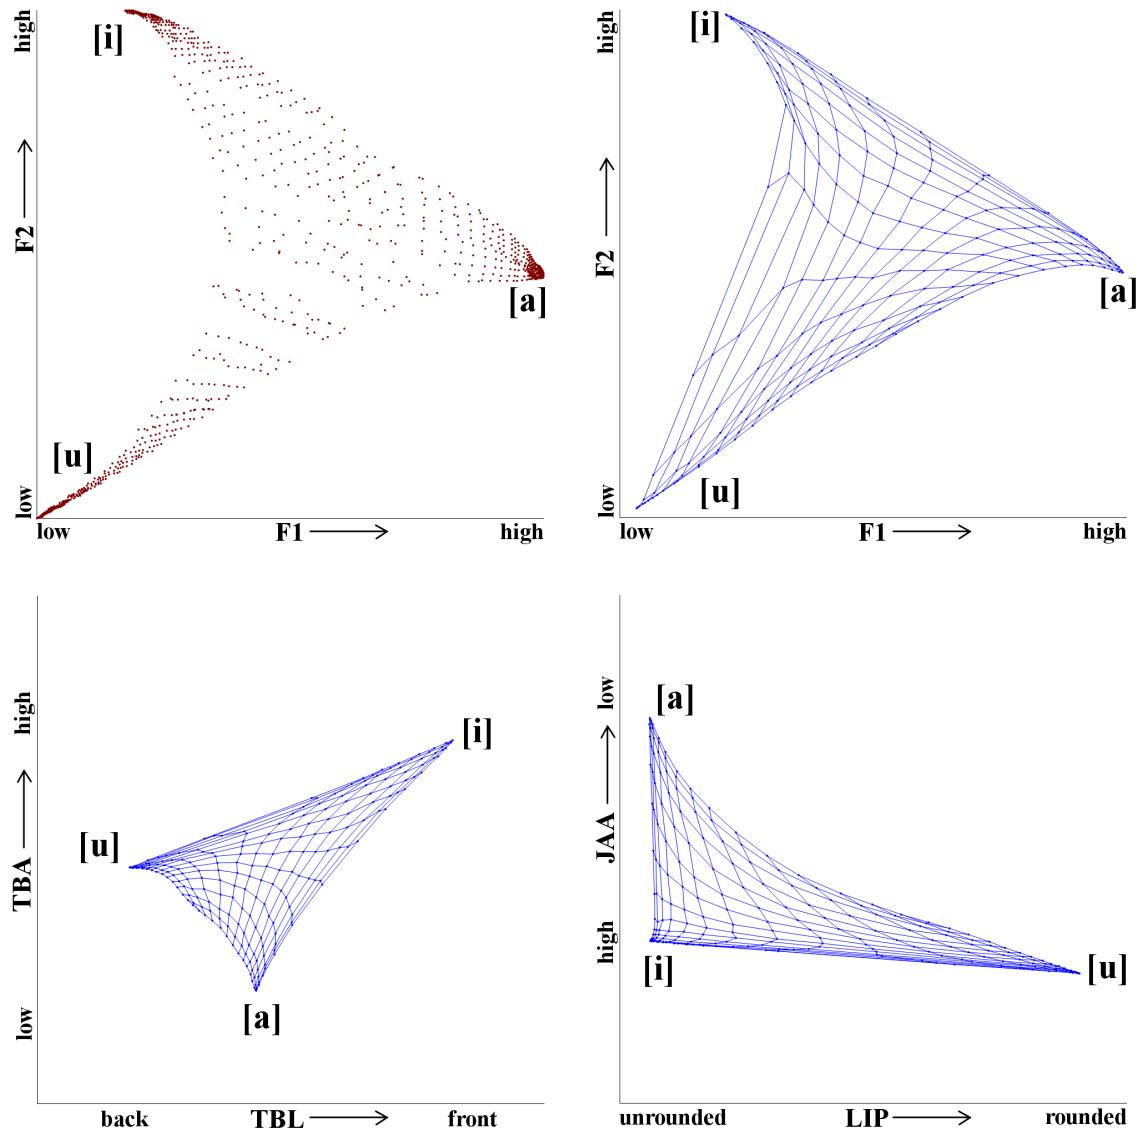 high
[i]
F2
[a]
[u]
low
low F1 high
high
[i]
F2
[a]
[u]
low
low F1 high
high
[i]
[u]
TBA
[a]
low
back TBL front
low
[a]
JAA
high
[i]
[u]
unrounded LIP rounded